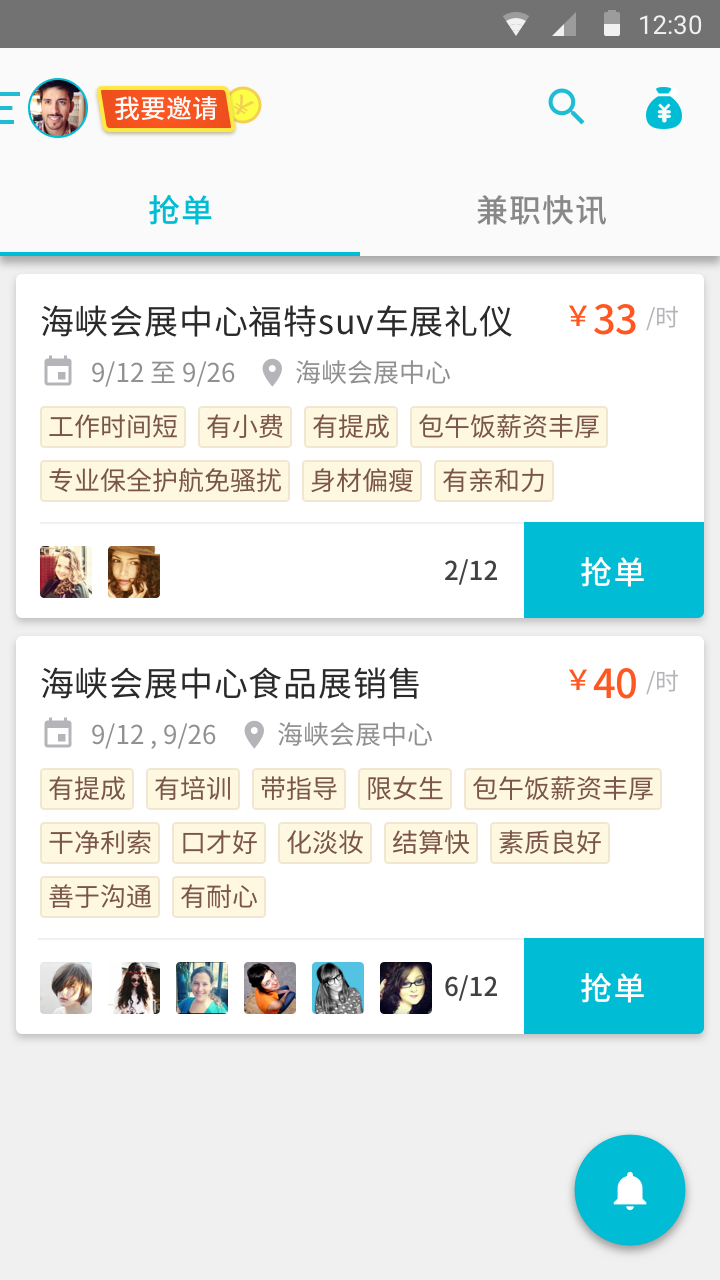 12:30
我要邀请
抢单 兼职快讯
海峡会展中心福特suv车展礼仪 ¥33 /时
9/12 至 9/26 海峡会展中心
工作时间短 有小费 有提成 包午饭薪资丰厚
专业保全护航免骚扰 身材偏瘦 有亲和力
2/12 抢单
海峡会展中心食品展销售 ¥40 /时
9/12 , 9/26 海峡会展中心
有提成 有培训 带指导 限女生 包午饭薪资丰厚
干净利索 口才好 化淡妆 结算快 素质良好
善于沟通 有耐心
6/12 抢单